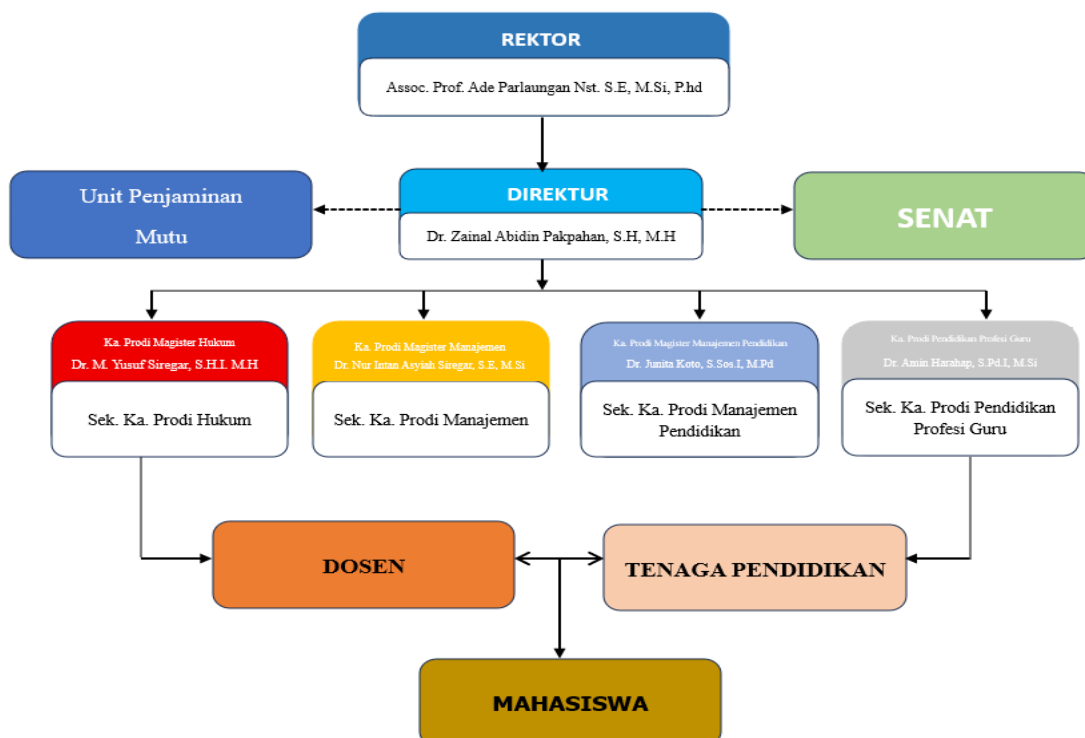 REKTOR
Assoc. Prof. Ade Parlaungan Nst. S.E, M.Si, P.hd
Unit Penjaminan
Mutu
DIREKTUR
Dr. Zainal Abidin Pakpahan, S.H, M.H
SENAT
Ka. Prodi Magister Hukum
Dr. M. Yusuf Siregar, S.H.I. M.H
Sek. Ka. Prodi Hukum
Ka. Prodi Magister Manajemen
Dr. Nur Intan Asyiah Siregar, S.E, M.Si
Sek. Ka. Prodi Manajemen
Ka. Prodi Magister Manajemen Pendidikan
Dr. Junita Koto, S.Sos.I, M.Pd
Sek. Ka. Prodi Manajemen
Pendidikan
Ka. Prodi Pendidikan Profesi Guru
Dr. Amin Harahap, S.Pd.I, M.Si
Sek. Ka. Prodi Pendidikan
Profesi Guru
DOSEN
TENAGA PENDIDIKAN
MAHASISWA